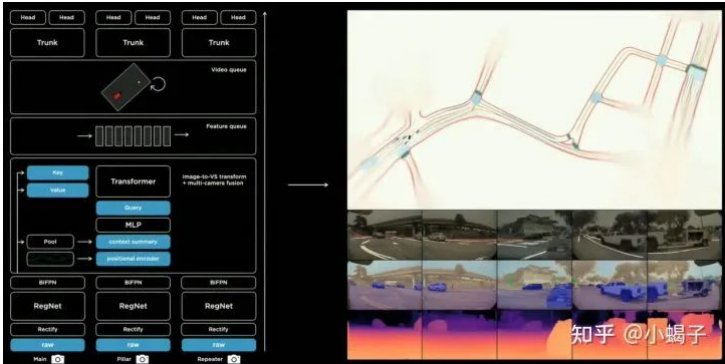 Head Head Head Head Head Head
Trunk Trunk Trunk
Video queue
Feature queue
Key
Value
Transformer
image-to-VS transform
+ multi-camera fusion
Query
MLP
Pool
context summary
positional encoder
BiFPN BiFPN BiFPN
RegNet RegNet RegNet
Rectify Rectify Rectify
raw raw raw
Main Pillar Repeater
知乎 @小蝎子